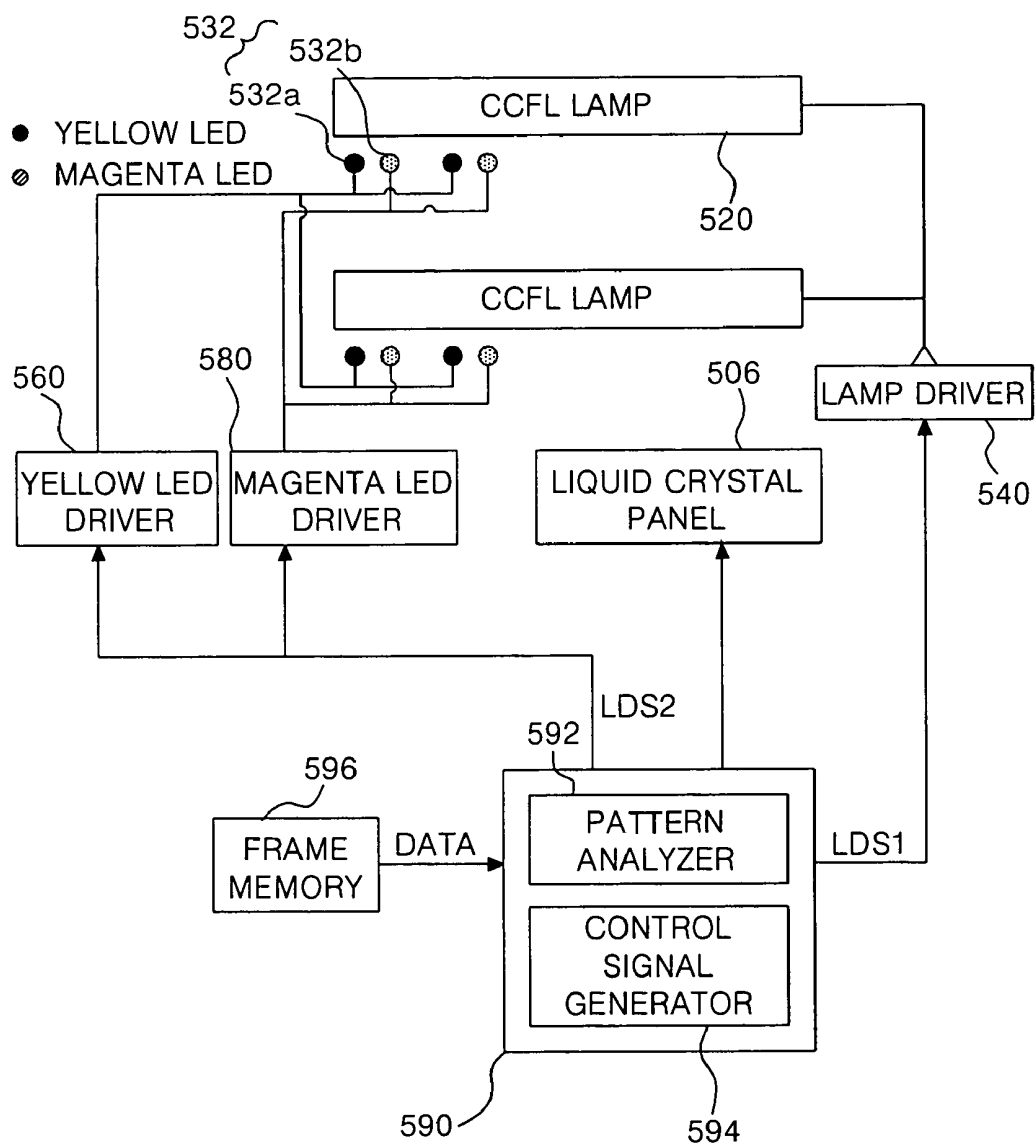 532
532b
532a
CCFL LAMP
YELLOW LED
MAGENTA LED
520
CCFL LAMP
560
580
506
LAMP DRIVER
540
YELLOW LED
DRIVER
MAGENTA LED
DRIVER
LIQUID CRYSTAL
PANEL
LDS2
592
596
FRAME
MEMORY
DATA
PATTERN
ANALYZER
LDS1
CONTROL
SIGNAL
GENERATOR
590
594